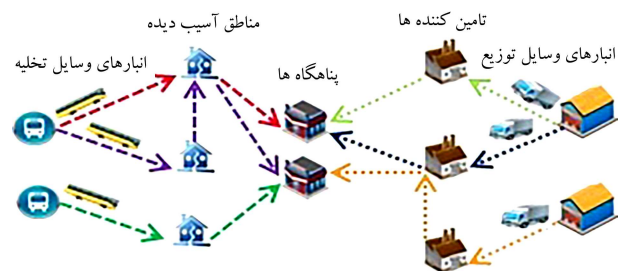 مناطق آسیب دیده
تامین کننده ها
انبارهای وسایل توزیع
انبارهای وسایل تخلیه
پناهگاه ها